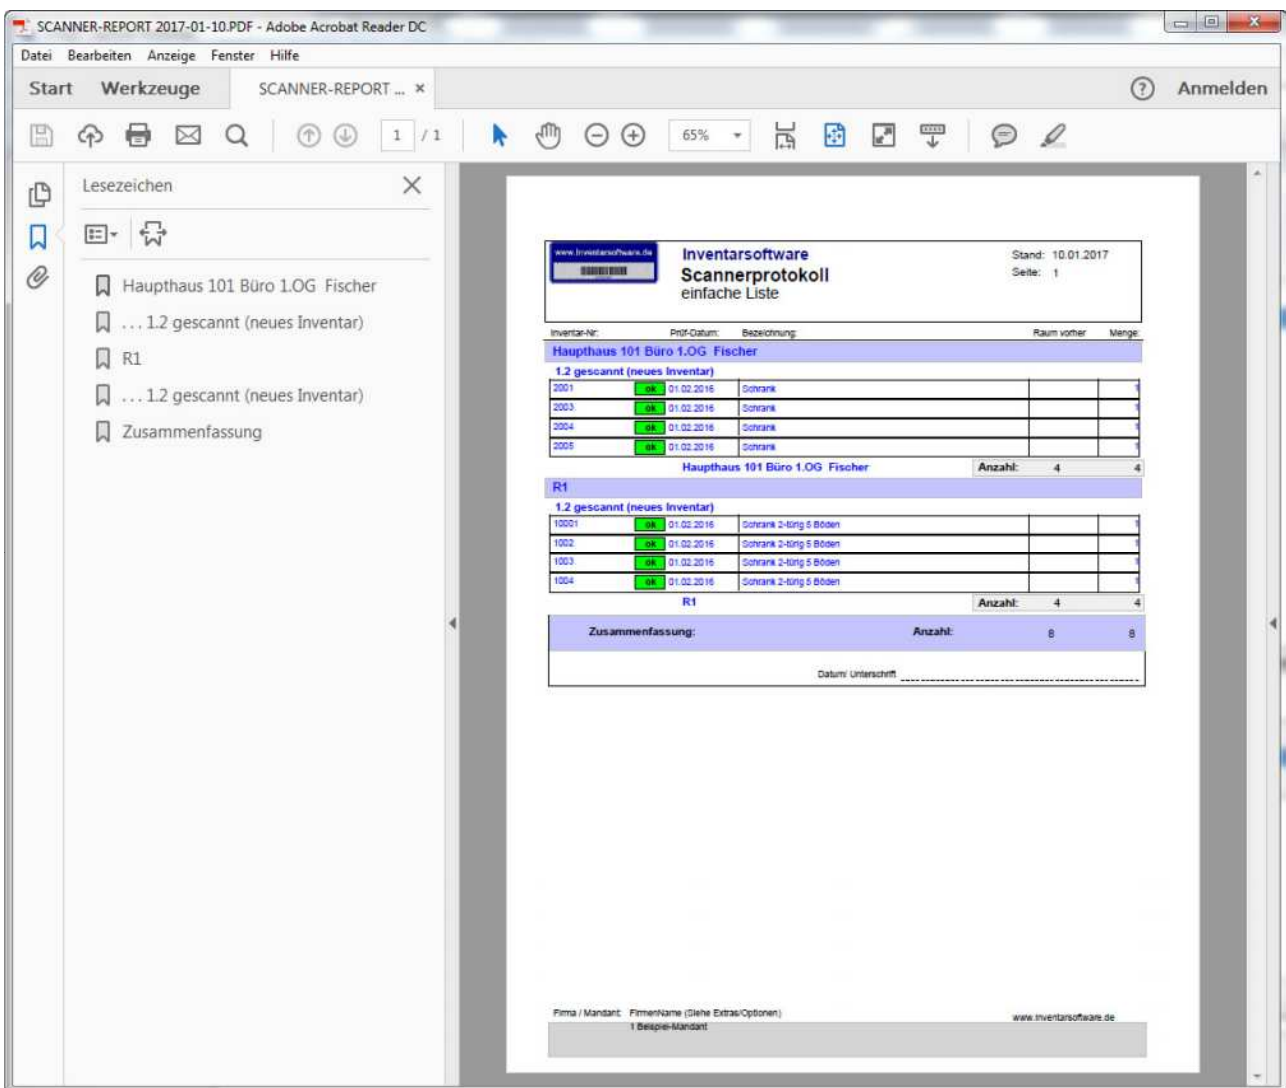 SCANNER-REPORT 2017-01-10.PDF - Adobe Acrobat Reader DC
Datei Bearbeiten Anzeige Fenster Hilfe
Start Werkzeuge SCANNER-REPORT ... × Anmelden
1 / 1 65%
Lesezeichen
Haupthaus 101 Büro 1.OG Fischer
. . . 1.2 gescannt (neues Inventar)
R1
. . . 1.2 gescannt (neues Inventar)
Zusammenfassung
www.Inventarsoftware.de
Inventarsoftware Stand: 10.01.2017
Scannerprotokoll Seite: 1
einfache Liste
Inventar-Nr: Prüf-Datum: Bezeichnung: Raum vorher Menge:
Haupthaus 101 Büro 1.OG Fischer
1.2 gescannt (neues Inventar)
2001 ok 01.02.2016 Schrank 1
2003 ok 01.02.2016 Schrank 1
2004 ok 01.02.2016 Schrank 1
2005 ok 01.02.2016 Schrank 1
Haupthaus 101 Büro 1.OG Fischer Anzahl: 4 4
R1
1.2 gescannt (neues Inventar)
10001 ok 01.02.2016 Schrank 2-türig 5 Böden 1
1002 ok 01.02.2016 Schrank 2-türig 5 Böden 1
1003 ok 01.02.2016 Schrank 2-türig 5 Böden 1
1004 ok 01.02.2016 Schrank 2-türig 5 Böden 1
R1 Anzahl: 4 4
Zusammenfassung: Anzahl: 8 8
Datum/ Unterschrift
Firma / Mandant: FirmenName (Siehe Extras/Optionen) www.Inventarsoftware.de
1 Beispiel-Mandant